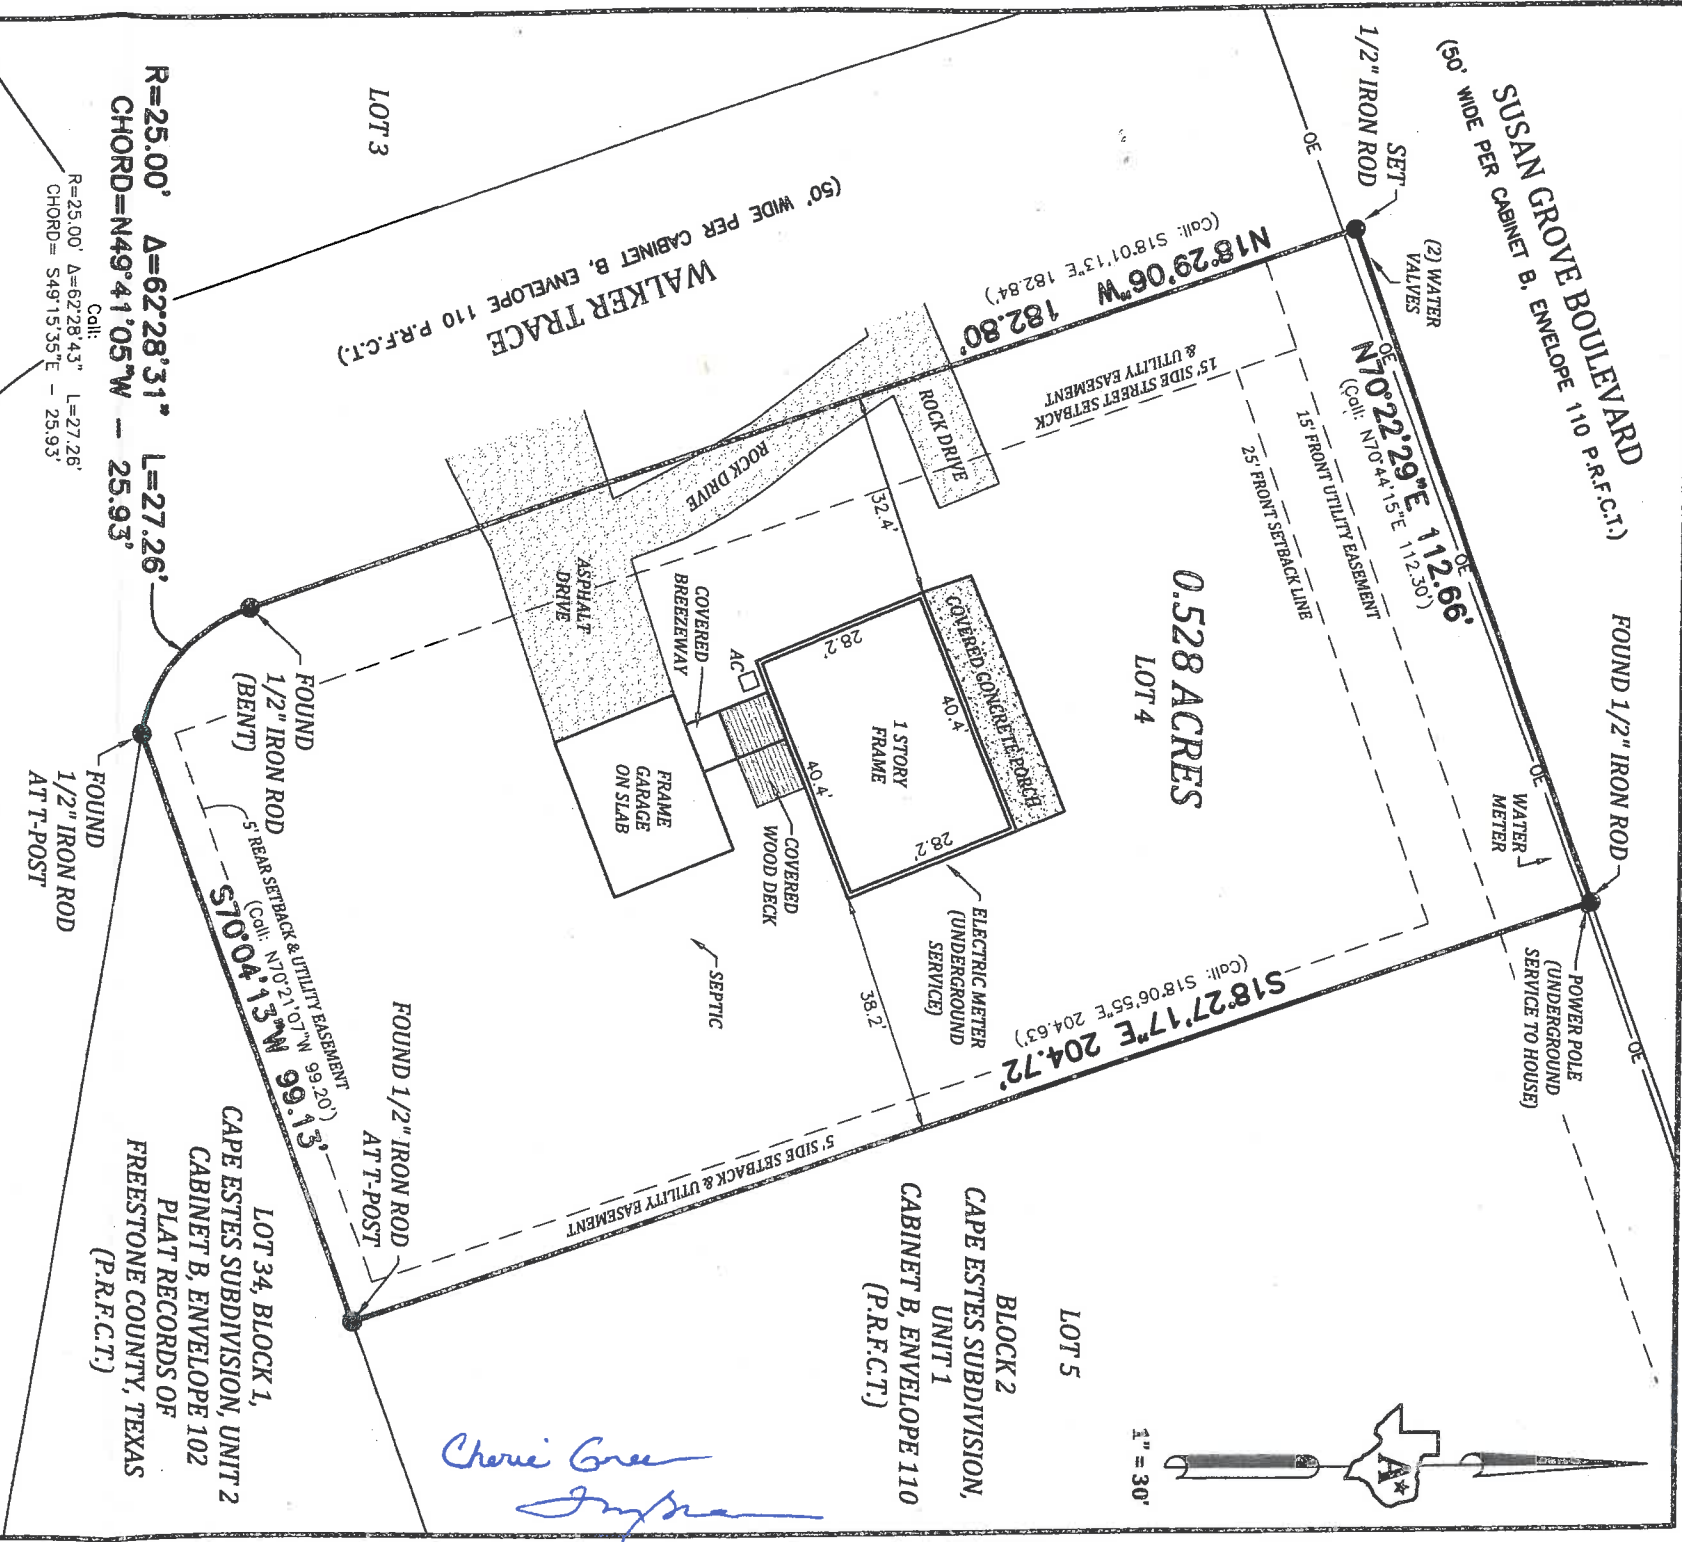 SUSAN GROVE BOULEVARD
(50' WIDE PER CABINET B, ENVELOPE 110 P.R.F.C.T.)
SET
1/2" IRON ROD
(2) WATER
VALVES
OE
OE
OE
OE
OE
N70°22'29"E 112.66'
(Call: N70°44'15"E 112.30')
15' FRONT UTILITY EASEMENT
25' FRONT SETBACK LINE
FOUND 1/2" IRON ROD
WATER
METER
POWER POLE
(UNDERGROUND
SERVICE TO HOUSE)
N18°29'06"W 182.80'
(Call: S18°01'13"E 182.84')
15' SIDE STREET SETBACK
& UTILITY EASEMENT
WALKER TRACE
(50' WIDE PER CABINET B, ENVELOPE 110 P.R.F.C.T.)
LOT 3
0.528 ACRES
LOT 4
ROCK DRIVE
ROCK DRIVE
32.4'
ASPHALT
DRIVE
COVERED CONCRETE PORCH
40.4'
28.2'
1 STORY
FRAME
28.2'
40.4'
COVERED
BREEZEWAY
AC
FRAME
GARAGE
ON SLAB
COVERED
WOOD DECK
ELECTRIC METER
(UNDERGROUND
SERVICE)
SEPTIC
38.2'
S18°27'17"E 204.72'
(Call: S18°06'55"E 204.63')
5' SIDE SETBACK & UTILITY EASEMENT
R=25.00' Δ=62°28'31" L=27.26'
CHORD=N49°41'05"W – 25.93'
Call:
R=25.00' Δ=62°28'43" L=27.26'
CHORD= S49°15'35"E – 25.93'
FOUND
1/2" IRON ROD
(BENT)
FOUND
1/2" IRON ROD
AT T-POST
5' REAR SETBACK & UTILITY EASEMENT
(Call: N70°21'07"W 99.20')
S70°04'13"W 99.13'
FOUND 1/2" IRON ROD
AT T-POST
LOT 5
BLOCK 2
CAPE ESTES SUBDIVISION,
UNIT 1
CABINET B, ENVELOPE 110
(P.R.F.C.T.)
LOT 34, BLOCK 1,
CAPE ESTES SUBDIVISION, UNIT 2
CABINET B, ENVELOPE 102
PLAT RECORDS OF
FREESTONE COUNTY, TEXAS
(P.R.F.C.T.)
A
1" = 30'
Cherie